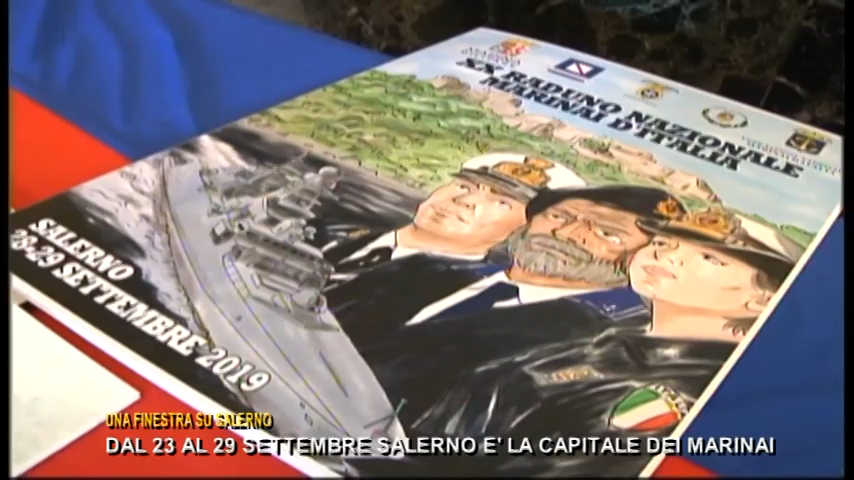 XX RADUNO NAZIONALE
MARINAI D'ITALIA
SALERNO
28-29 SETTEMBRE 2019
UNA FINESTRA SU SALERNO
DAL 23 AL 29 SETTEMBRE SALERNO E' LA CAPITALE DEI MARINAI